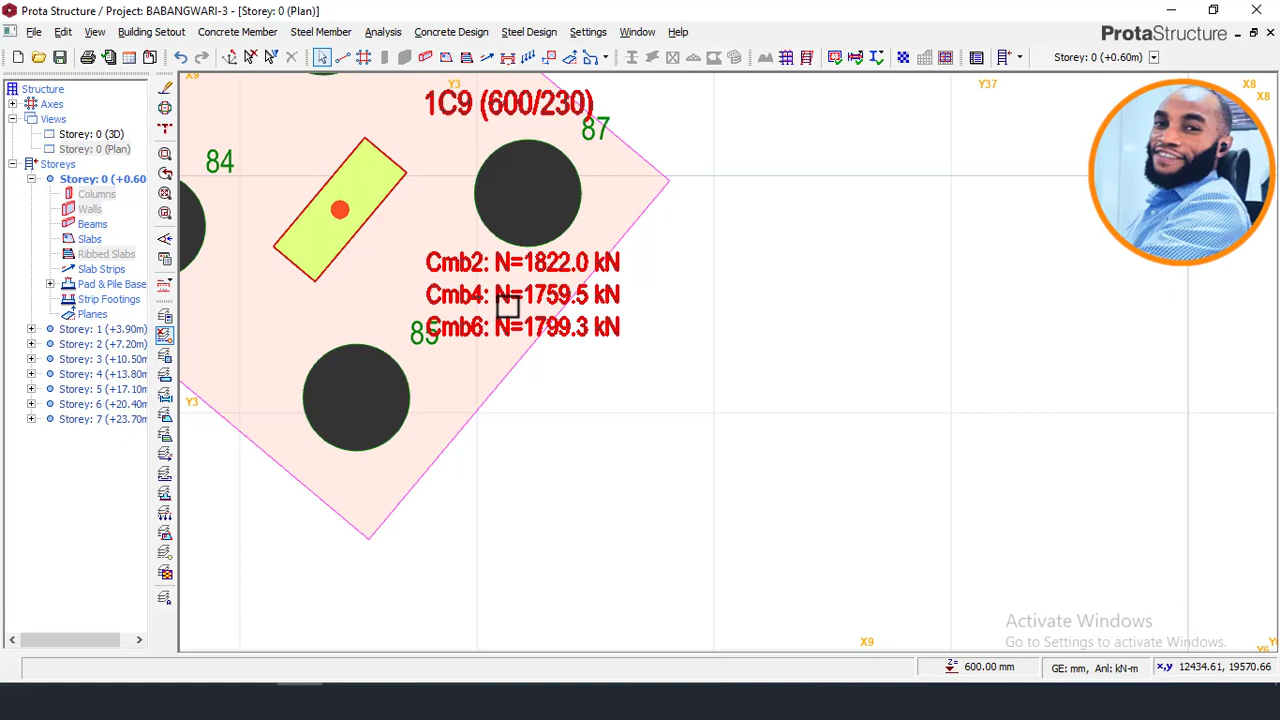 Prota Structure / Project: BABANGWARI-3 - [Storey: 0 (Plan)]
File Edit View Building Setout Concrete Member Steel Member Analysis Concrete Design Steel Design Settings Window Help
ProtaStructure
Storey: 0 (+0.60m)
Structure
Axes
Views
Storey: 0 (3D)
Storey: 0 (Plan)
Storeys
Storey: 0 (+0.60
Columns
Walls
Beams
Slabs
Ribbed Slabs
Slab Strips
Pad & Pile Base
Strip Footings
Planes
Storey: 1 (+3.90m)
Storey: 2 (+7.20m)
Storey: 3 (+10.50m
Storey: 4 (+13.80m
Storey: 5 (+17.10m
Storey: 6 (+20.40m
Storey: 7 (+23.70m
X9
Y3
Y37
X8
X8
1C9 (600/230)
87
84
Cmb2: N=1822.0 kN
Cmb4: N=1759.5 kN
85
Cmb6: N=1799.3 kN
Y3
X9
Activate Windows
Go to Settings to activate Windows.
600.00 mm
GE: mm, Anl: kN-m
x,y 12434.61, 19570.66